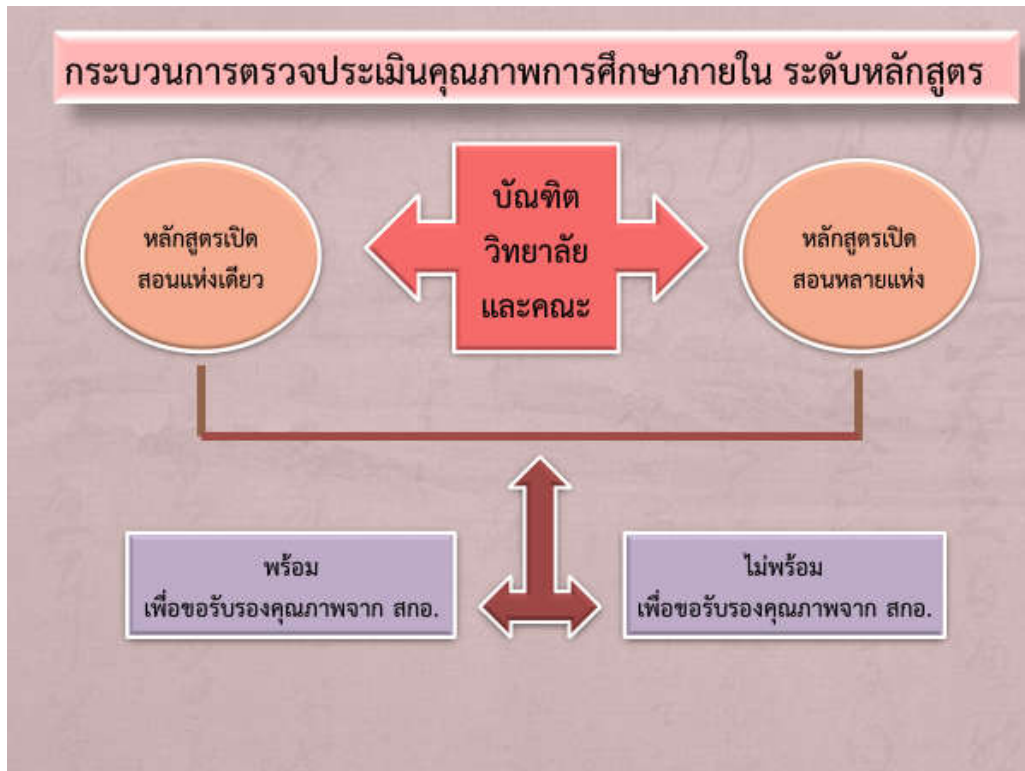 กระบวนการตรวจประเมินคุณภาพการศึกษาภายใน ระดับหลักสูตร
หลักสูตรเปิด
สอนแห่งเดียว
บัณฑิต
วิทยาลัย
และคณะ
หลักสูตรเปิด
สอนหลายแห่ง
พร้อม
เพื่อขอรับรองคุณภาพจาก สกอ.
ไม่พร้อม
เพื่อขอรับรองคุณภาพจาก สกอ.